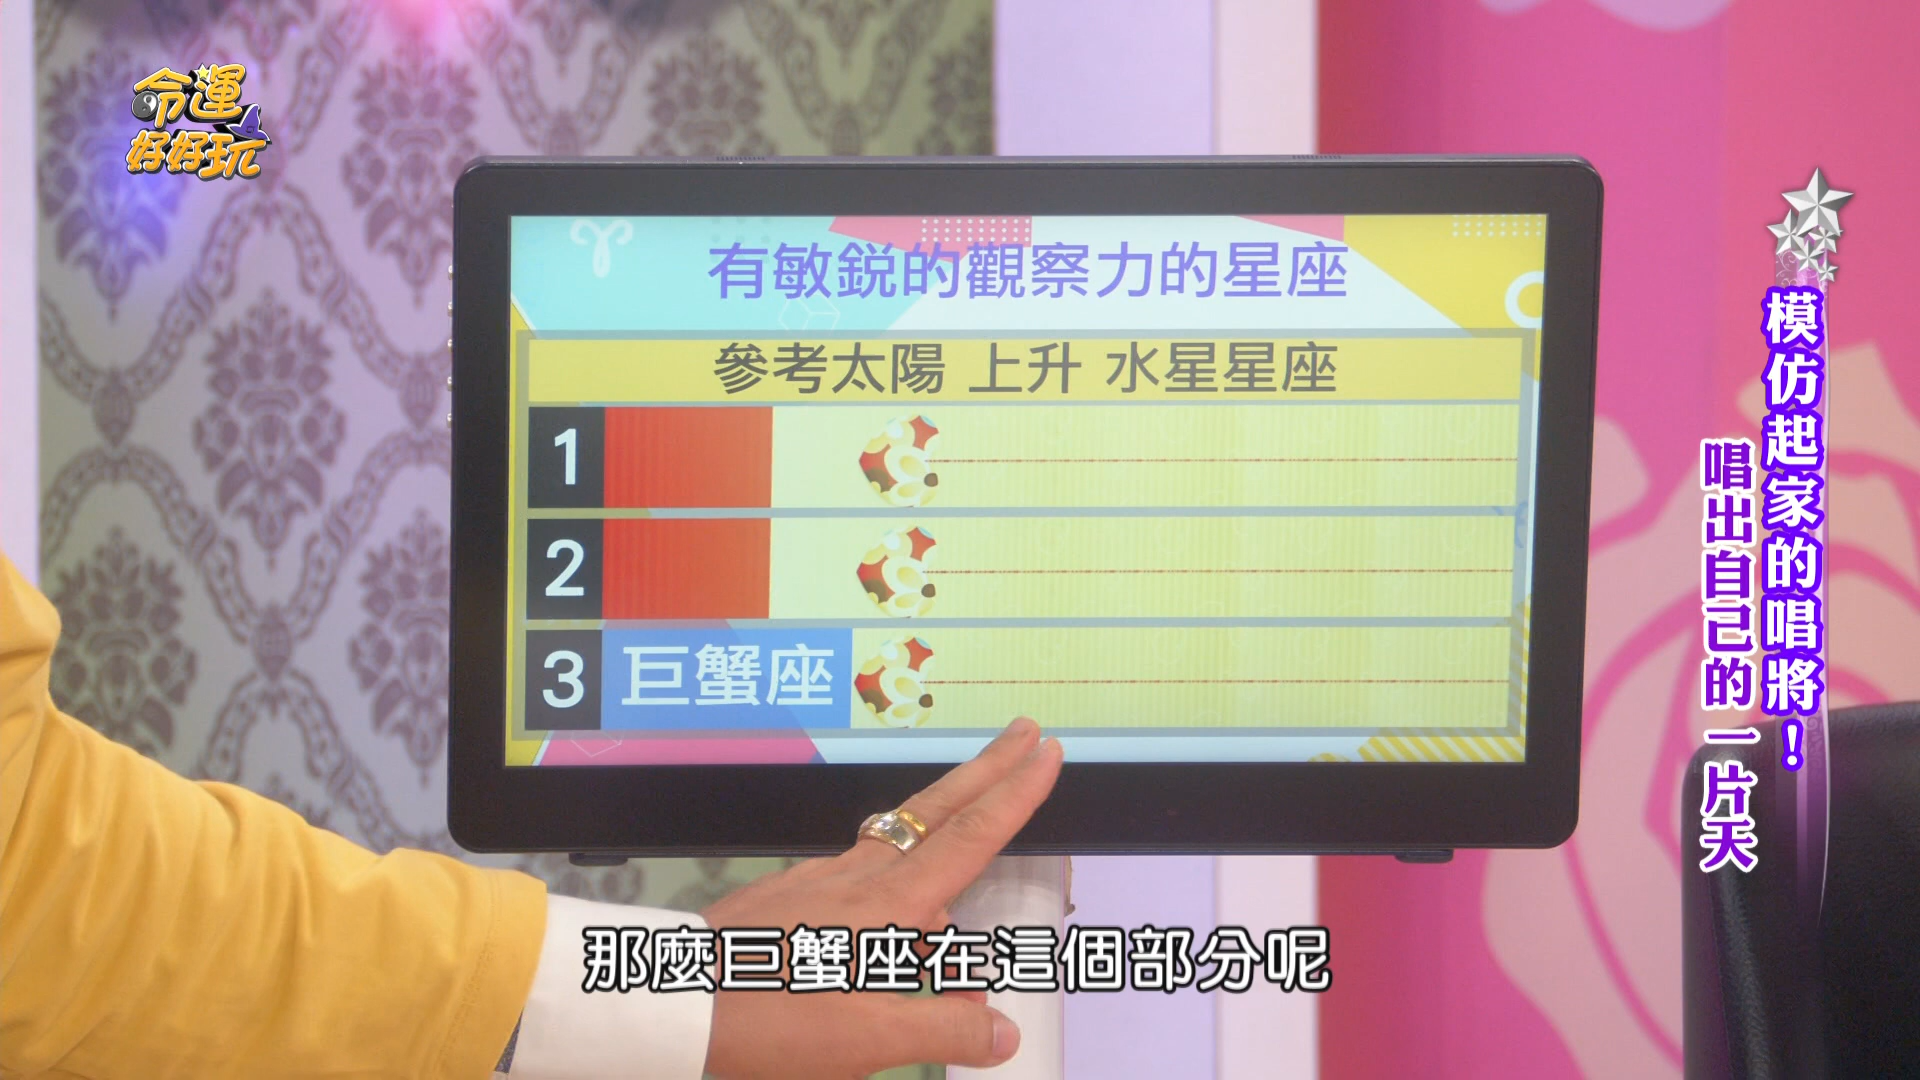 命運
好好玩
有敏銳的觀察力的星座
參考太陽 上升 水星星座
1
2
3 巨蟹座
模仿起家的唱將！
唱出自己的一片天
那麼巨蟹座在這個部分呢